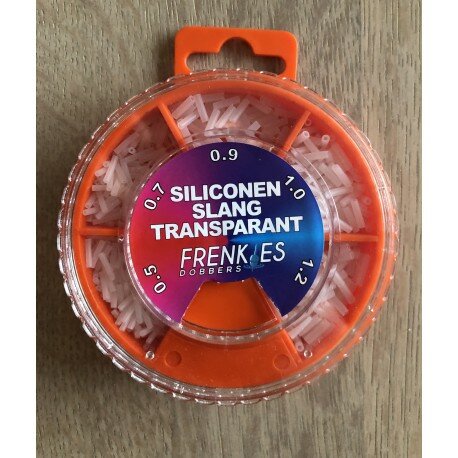 0.5
0.7
0.9
1.0
1.2
SILICONEN
SLANG
TRANSPARANT
FRENKIES
DOBBERS